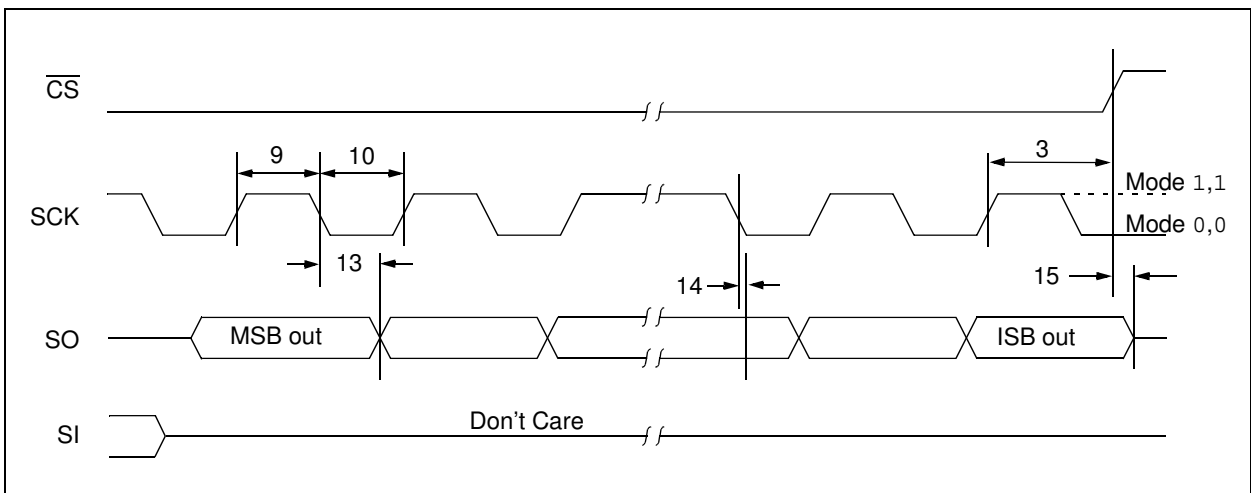 CS
9
10
3
Mode 1,1
SCK
Mode 0,0
13
14
15
SO
MSB out
ISB out
SI
Don't Care